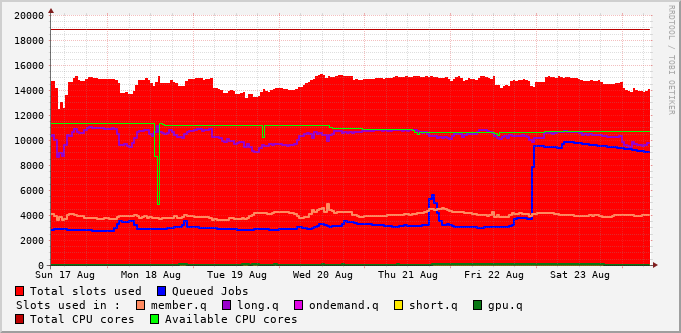 20000
18000
16000
14000
12000
10000
8000
6000
4000
2000
0
Sun 17 Aug Mon 18 Aug Tue 19 Aug Wed 20 Aug Thu 21 Aug Fri 22 Aug Sat 23 Aug
Total slots used Queued Jobs
Slots used in : member.q long.q ondemand.q short.q gpu.q
Total CPU cores Available CPU cores
RRDTOOL / TOBI OETIKER